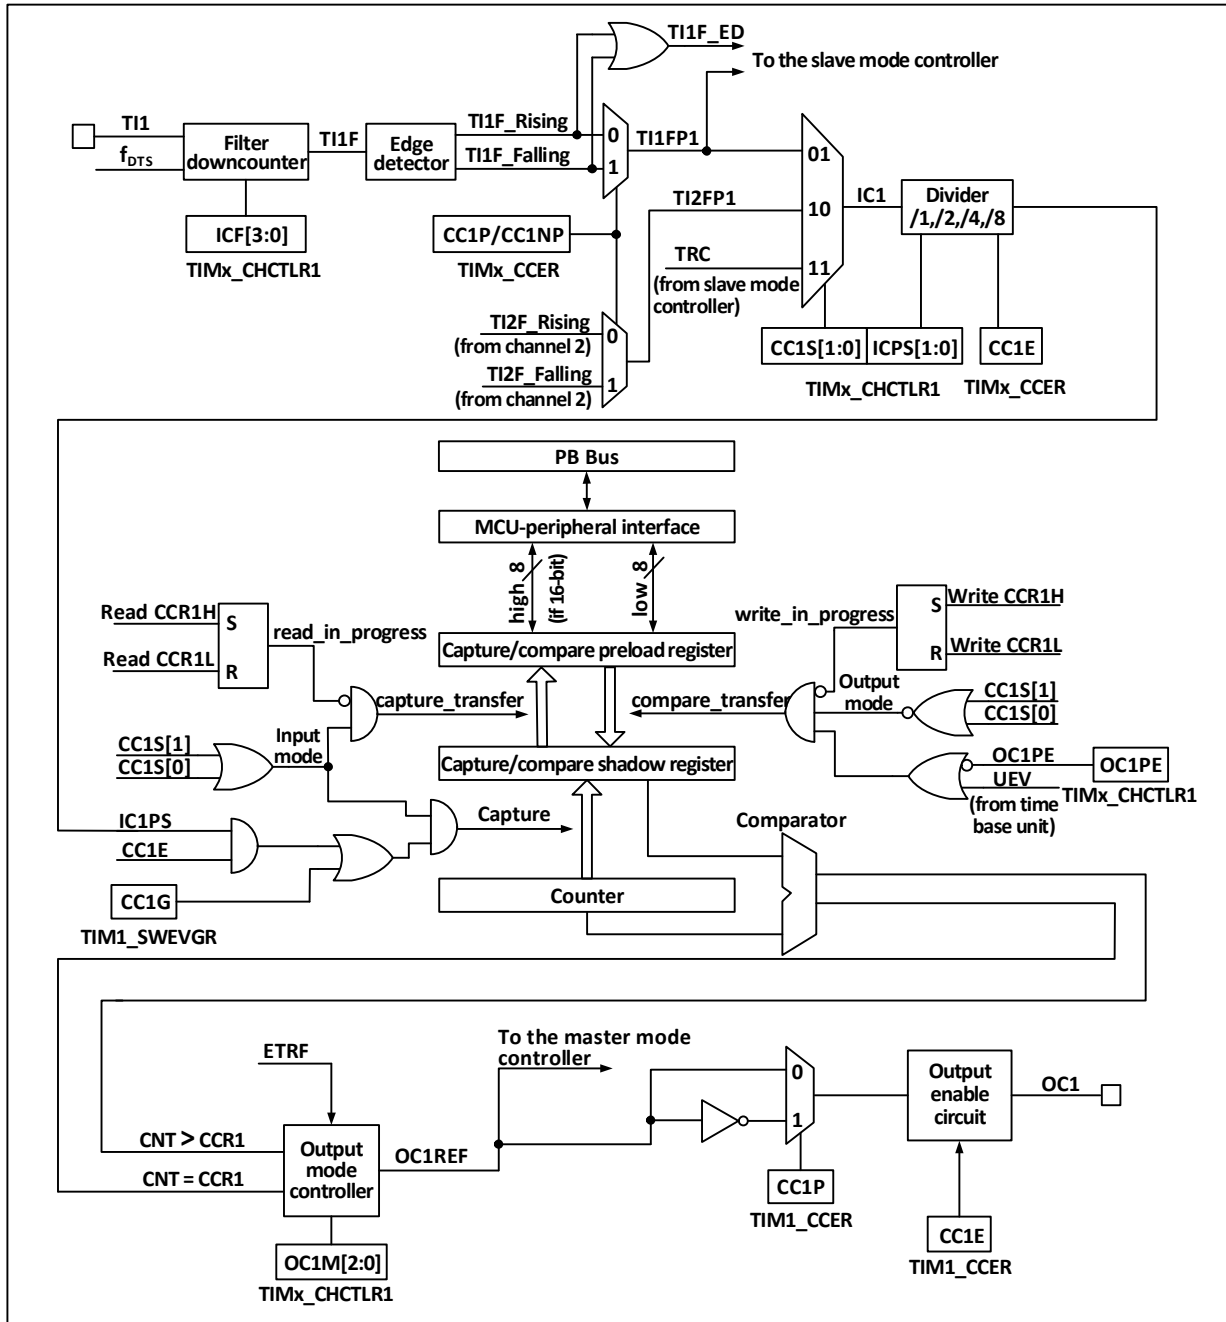 TI1F_ED
To the slave mode controller
TI1
fDTS
Filter
downcounter
TI1F
Edge
detector
TI1F_Rising
TI1F_Falling
0
1
TI1FP1
01
10
11
TI2FP1
TRC
(from slave mode
controller)
IC1
Divider
/1,/2,/4,/8
ICF[3:0]
TIMx_CHCTLR1
CC1P/CC1NP
TIMx_CCER
TI2F_Rising
(from channel 2)
TI2F_Falling
(from channel 2)
0
1
CC1S[1:0]
ICPS[1:0]
CC1E
TIMx_CHCTLR1
TIMx_CCER
PB Bus
MCU-peripheral interface
high
8
(if 16-bit)
low
8
Read CCR1H
Read CCR1L
S
R
read_in_progress
write_in_progress
S
R
Write CCR1H
Write CCR1L
Capture/compare preload register
capture_transfer
compare_transfer
Output
mode
CC1S[1]
CC1S[0]
CC1S[1]
CC1S[0]
Input
mode
Capture/compare shadow register
OC1PE
UEV
(from time
base unit)
OC1PE
TIMx_CHCTLR1
IC1PS
CC1E
Capture
Comparator
CC1G
TIM1_SWEVGR
Counter
ETRF
To the master mode
controller
CNT > CCR1
CNT = CCR1
Output
mode
controller
OC1REF
0
1
Output
enable
circuit
OC1
CC1P
TIM1_CCER
CC1E
TIM1_CCER
OC1M[2:0]
TIMx_CHCTLR1